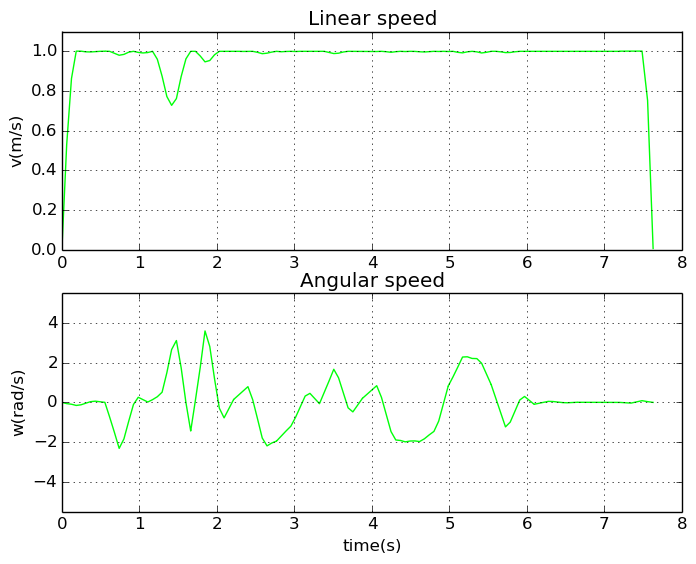 Linear speed
1.0
0.8
0.6
0.4
0.2
0.0
v(m/s)
0 1 2 3 4 5 6 7 8
Angular speed
4
2
0
−2
−4
w(rad/s)
0 1 2 3 4 5 6 7 8
time(s)